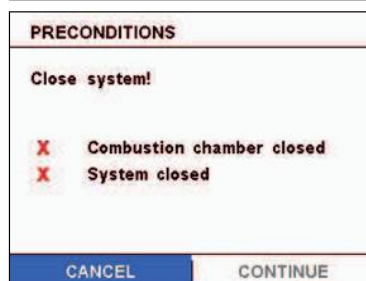 PRECONDITIONS
Close system!
X Combustion chamber closed
X System closed
CANCEL CONTINUE